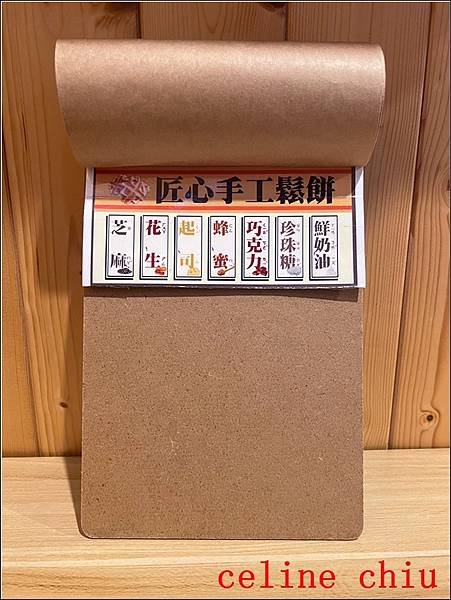 匠心手工鬆餅
芝麻
花生
起司
蜂蜜
巧克力
珍珠糖
鮮奶油
celine chiu